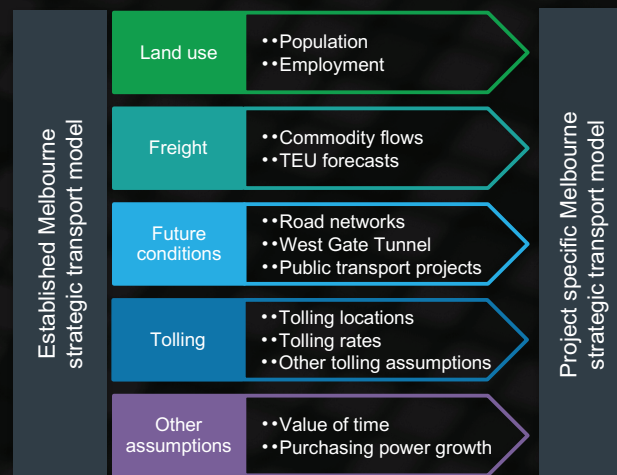 Established Melbourne
strategic transport model
Land use
••Population
••Employment
Freight
••Commodity flows
••TEU forecasts
Future
conditions
••Road networks
••West Gate Tunnel
••Public transport projects
Tolling
••Tolling locations
••Tolling rates
••Other tolling assumptions
Other
assumptions
••Value of time
••Purchasing power growth
Project specific Melbourne
strategic transport model